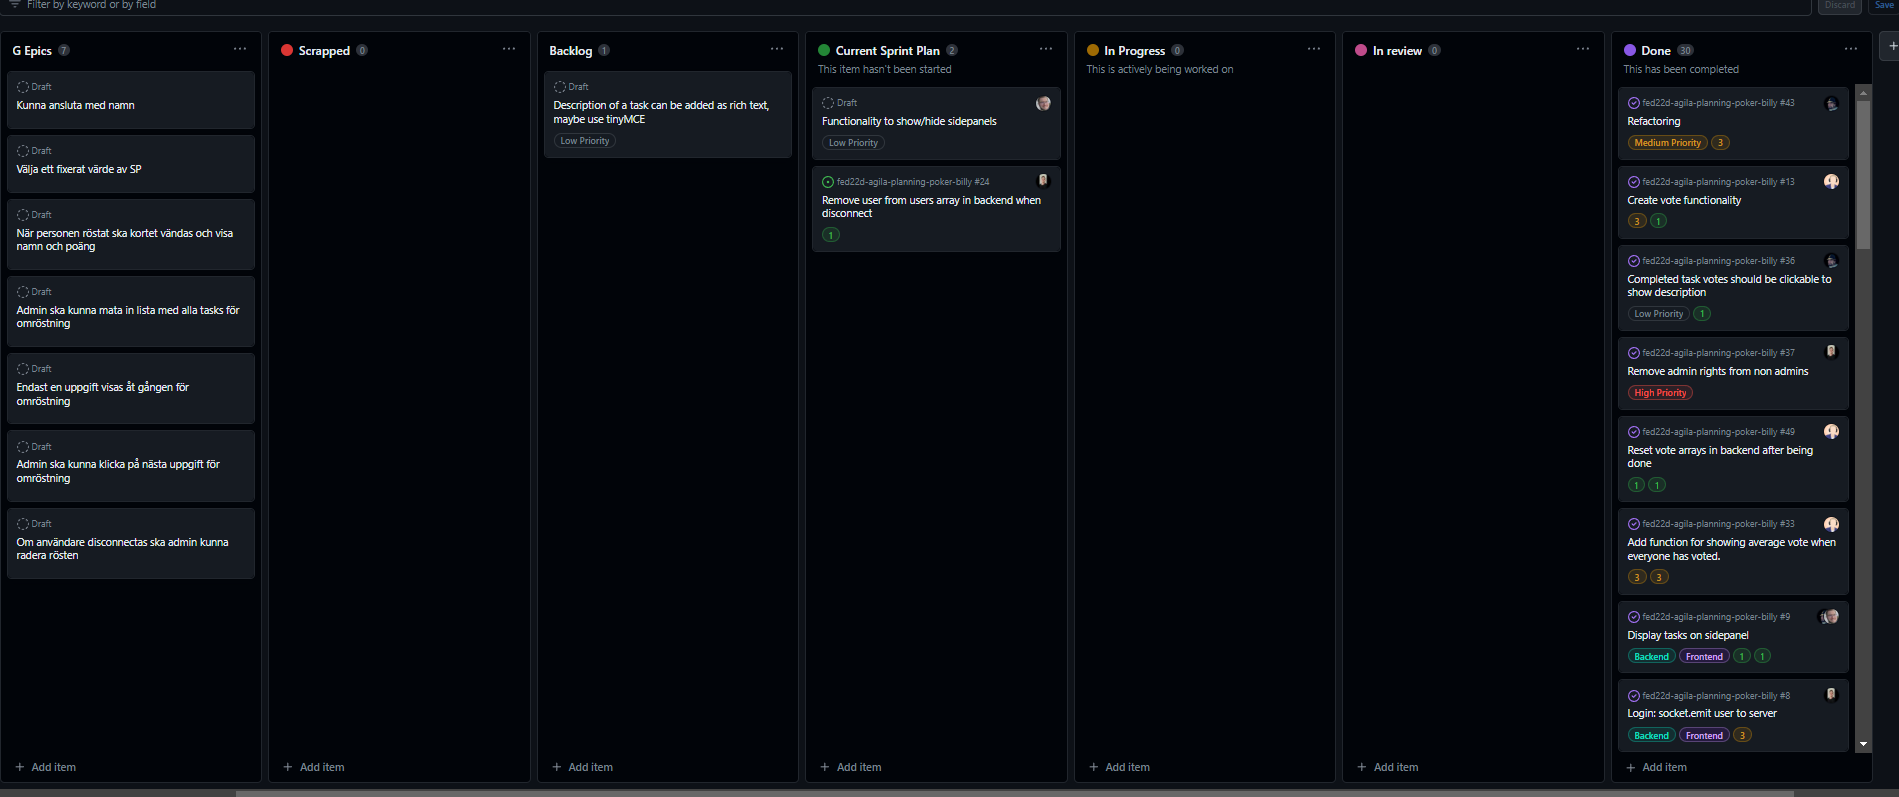 Filter by keyword or by field
Discard
Save
G Epics 7
Draft
Kunna ansluta med namn
Draft
Välja ett fixerat värde av SP
Draft
När personen röstat ska kortet vändas och visa
namn och poäng
Draft
Admin ska kunna mata in lista med alla tasks för
omröstning
Draft
Endast en uppgift visas åt gången för
omröstning
Draft
Admin ska kunna klicka på nästa uppgift för
omröstning
Draft
Om användare disconnectas ska admin kunna
radera rösten
+ Add item
Scrapped 0
+ Add item
Backlog 1
Draft
Description of a task can be added as rich text,
maybe use tinyMCE
Low Priority
+ Add item
Current Sprint Plan 2
This item hasn't been started
Draft
Functionality to show/hide sidepanels
Low Priority
fed22d-agila-planning-poker-billy #24
Remove user from users array in backend when
disconnect
1
+ Add item
In Progress 0
This is actively being worked on
+ Add item
In review 0
+ Add item
Done 30
This has been completed
fed22d-agila-planning-poker-billy #43
Refactoring
Medium Priority 3
fed22d-agila-planning-poker-billy #13
Create vote functionality
3 1
fed22d-agila-planning-poker-billy #36
Completed task votes should be clickable to
show description
Low Priority 1
fed22d-agila-planning-poker-billy #37
Remove admin rights from non admins
High Priority
fed22d-agila-planning-poker-billy #49
Reset vote arrays in backend after being
done
1 1
fed22d-agila-planning-poker-billy #33
Add function for showing average vote when
everyone has voted.
3 3
fed22d-agila-planning-poker-billy #9
Display tasks on sidepanel
Backend Frontend 1 1
fed22d-agila-planning-poker-billy #8
Login: socket.emit user to server
Backend Frontend 3
+ Add item